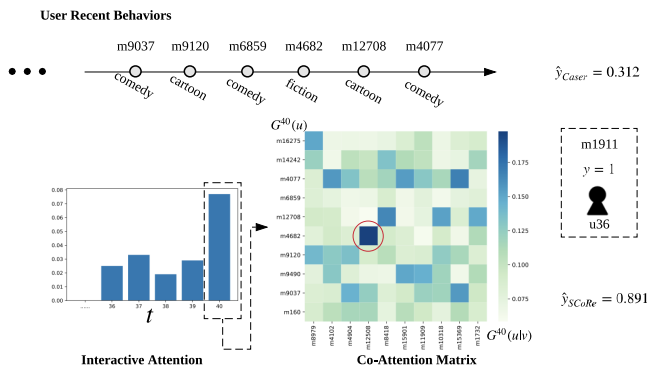 User Recent Behaviors
m9037 m9120 m6859 m4682 m12708 m4077
comedy cartoon comedy fiction cartoon comedy
ŷ_Caser = 0.312
G⁴⁰(u)
m16275
m14242
m4077
m6859
m12708
m4682
m9120
m9490
m9037
m160
0.175
0.150
0.125
0.100
0.075
m1911
y = 1
u36
0.08
0.07
0.06
0.05
0.04
0.03
0.02
0.01
0.00
36 37 38 39 40
t
m8979 m4102 m4904 m12508 m8418 m15901 m11909 m10318 m15369 m1732
G⁴⁰(u|v)
ŷ_SCoRe = 0.891
Interactive Attention
Co-Attention Matrix